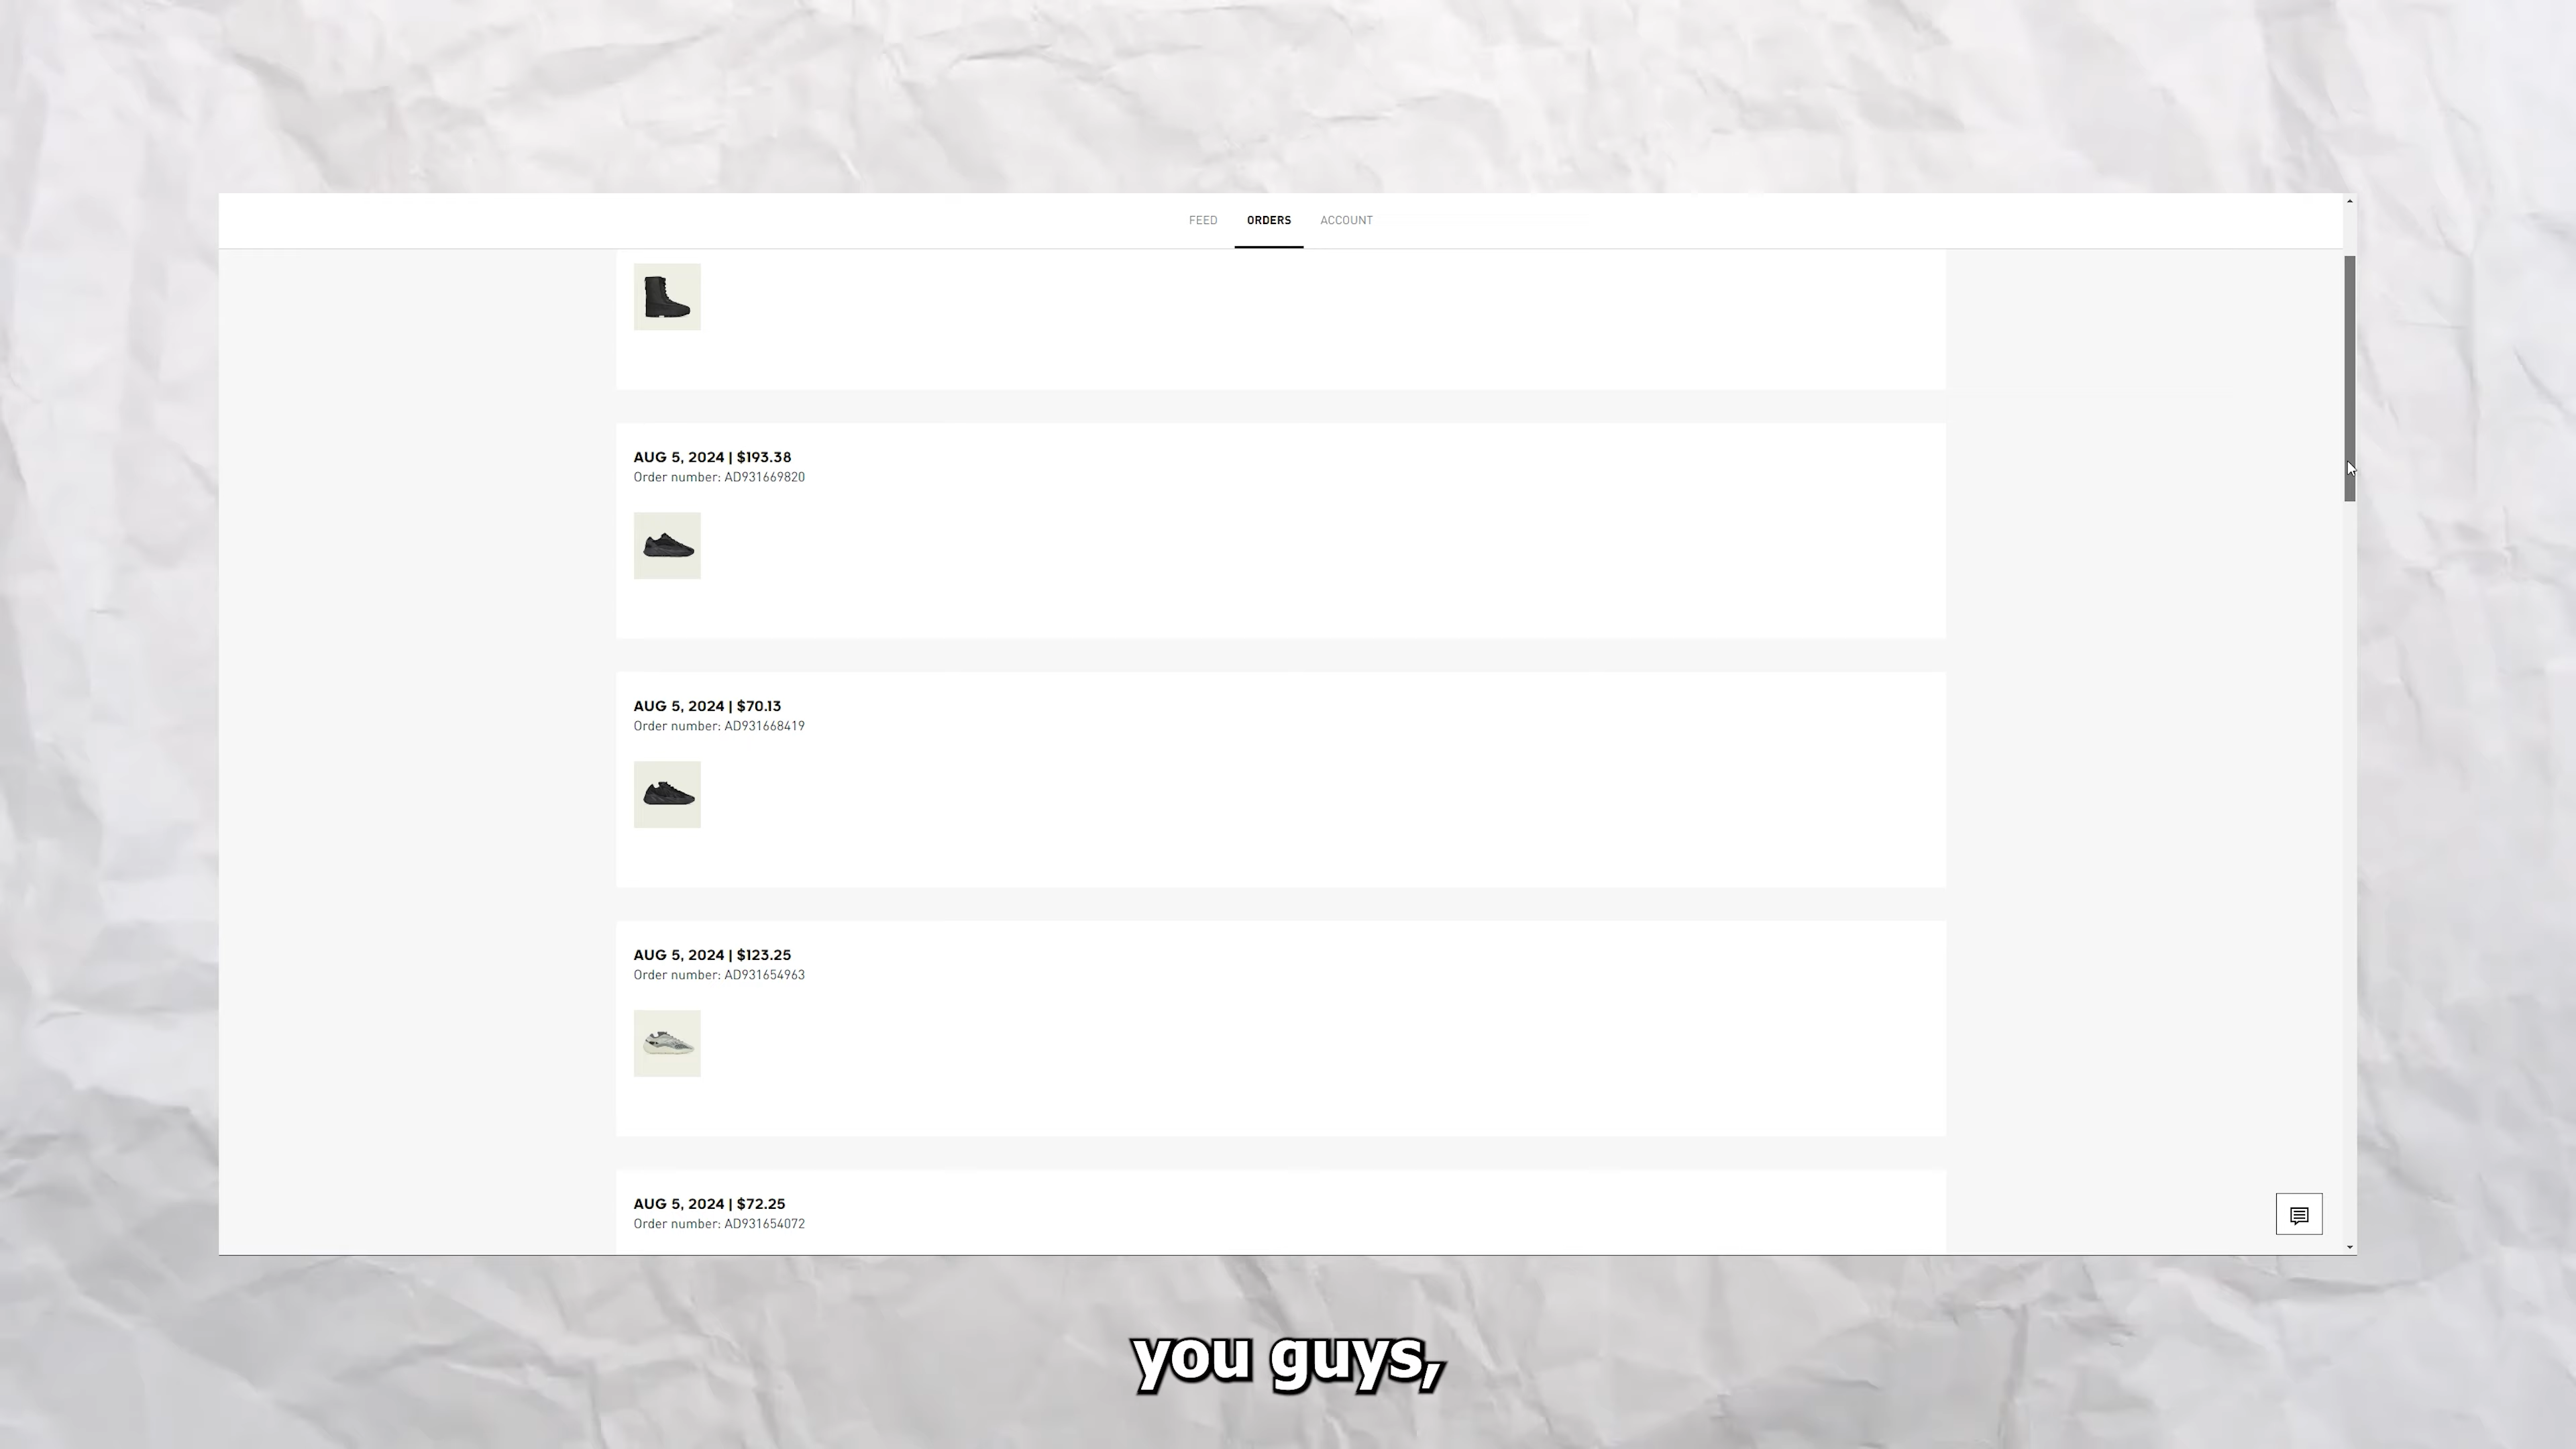 FEED ORDERS ACCOUNT
AUG 5, 2024 | $193.38
Order number: AD931669820
AUG 5, 2024 | $70.13
Order number: AD931668419
AUG 5, 2024 | $123.25
Order number: AD931654963
AUG 5, 2024 | $72.25
Order number: AD931654072
you guys,